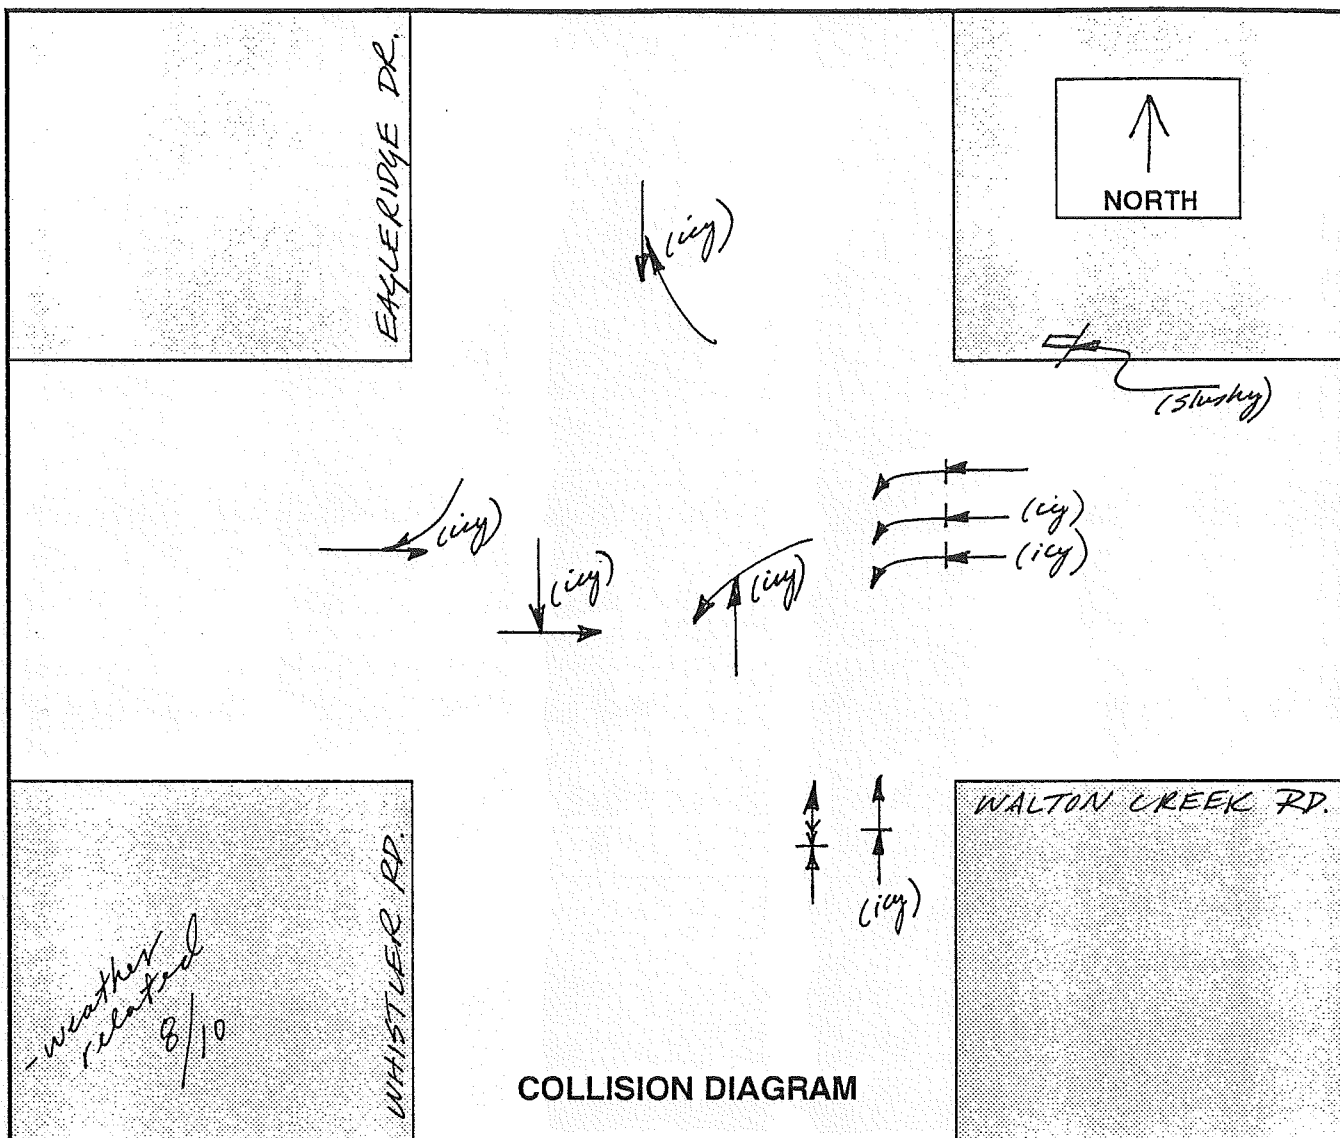 EAGLERIDGE DR.
NORTH
(icy)
(slushy)
(icy)
(icy)
(icy)
(icy)
(icy)
WALTON CREEK RD.
(icy)
WHISTLER RD.
- weather
related
8/10
COLLISION DIAGRAM